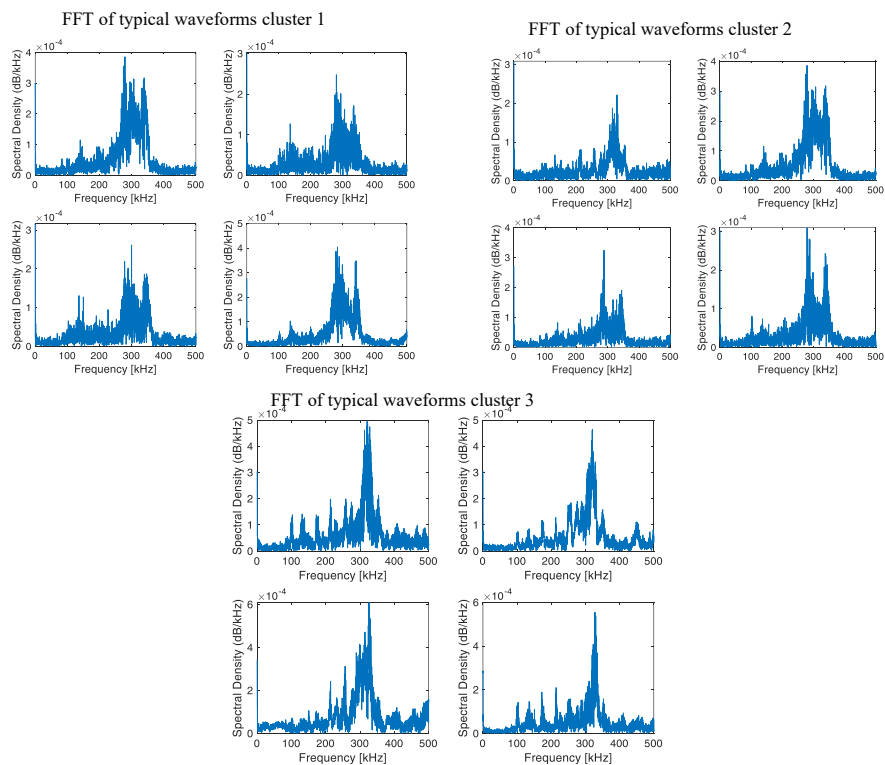 FFT of typical waveforms cluster 1
×10⁻⁴
4
3
2
1
0
Spectral Density (dB/kHz)
0 100 200 300 400 500
Frequency [kHz]
×10⁻⁴
3
2
1
0
Spectral Density (dB/kHz)
0 100 200 300 400 500
Frequency [kHz]
×10⁻⁴
3
2
1
0
Spectral Density (dB/kHz)
0 100 200 300 400 500
Frequency [kHz]
×10⁻⁴
5
4
3
2
1
0
Spectral Density (dB/kHz)
0 100 200 300 400 500
Frequency [kHz]
FFT of typical waveforms cluster 2
×10⁻⁴
3
2
1
0
Spectral Density (dB/kHz)
0 100 200 300 400 500
Frequency [kHz]
×10⁻⁴
4
3
2
1
0
Spectral Density (dB/kHz)
0 100 200 300 400 500
Frequency [kHz]
×10⁻⁴
4
3
2
1
0
Spectral Density (dB/kHz)
0 100 200 300 400 500
Frequency [kHz]
×10⁻⁴
3
2
1
0
Spectral Density (dB/kHz)
0 100 200 300 400 500
Frequency [kHz]
FFT of typical waveforms cluster 3
×10⁻⁴
5
4
3
2
1
0
Spectral Density (dB/kHz)
0 100 200 300 400 500
Frequency [kHz]
×10⁻⁴
5
4
3
2
1
0
Spectral Density (dB/kHz)
0 100 200 300 400 500
Frequency [kHz]
×10⁻⁴
6
4
2
0
Spectral Density (dB/kHz)
0 100 200 300 400 500
Frequency [kHz]
×10⁻⁴
6
4
2
0
Spectral Density (dB/kHz)
0 100 200 300 400 500
Frequency [kHz]